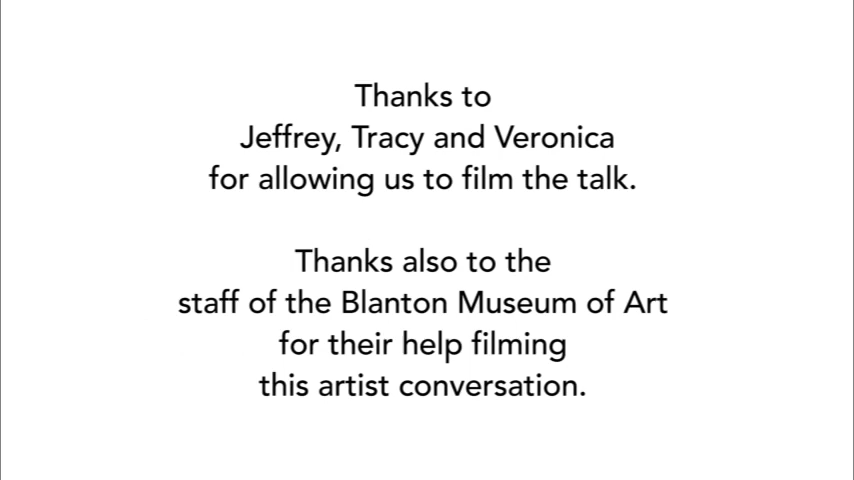 Thanks to
Jeffrey, Tracy and Veronica
for allowing us to film the talk.
Thanks also to the
staff of the Blanton Museum of Art
for their help filming
this artist conversation.